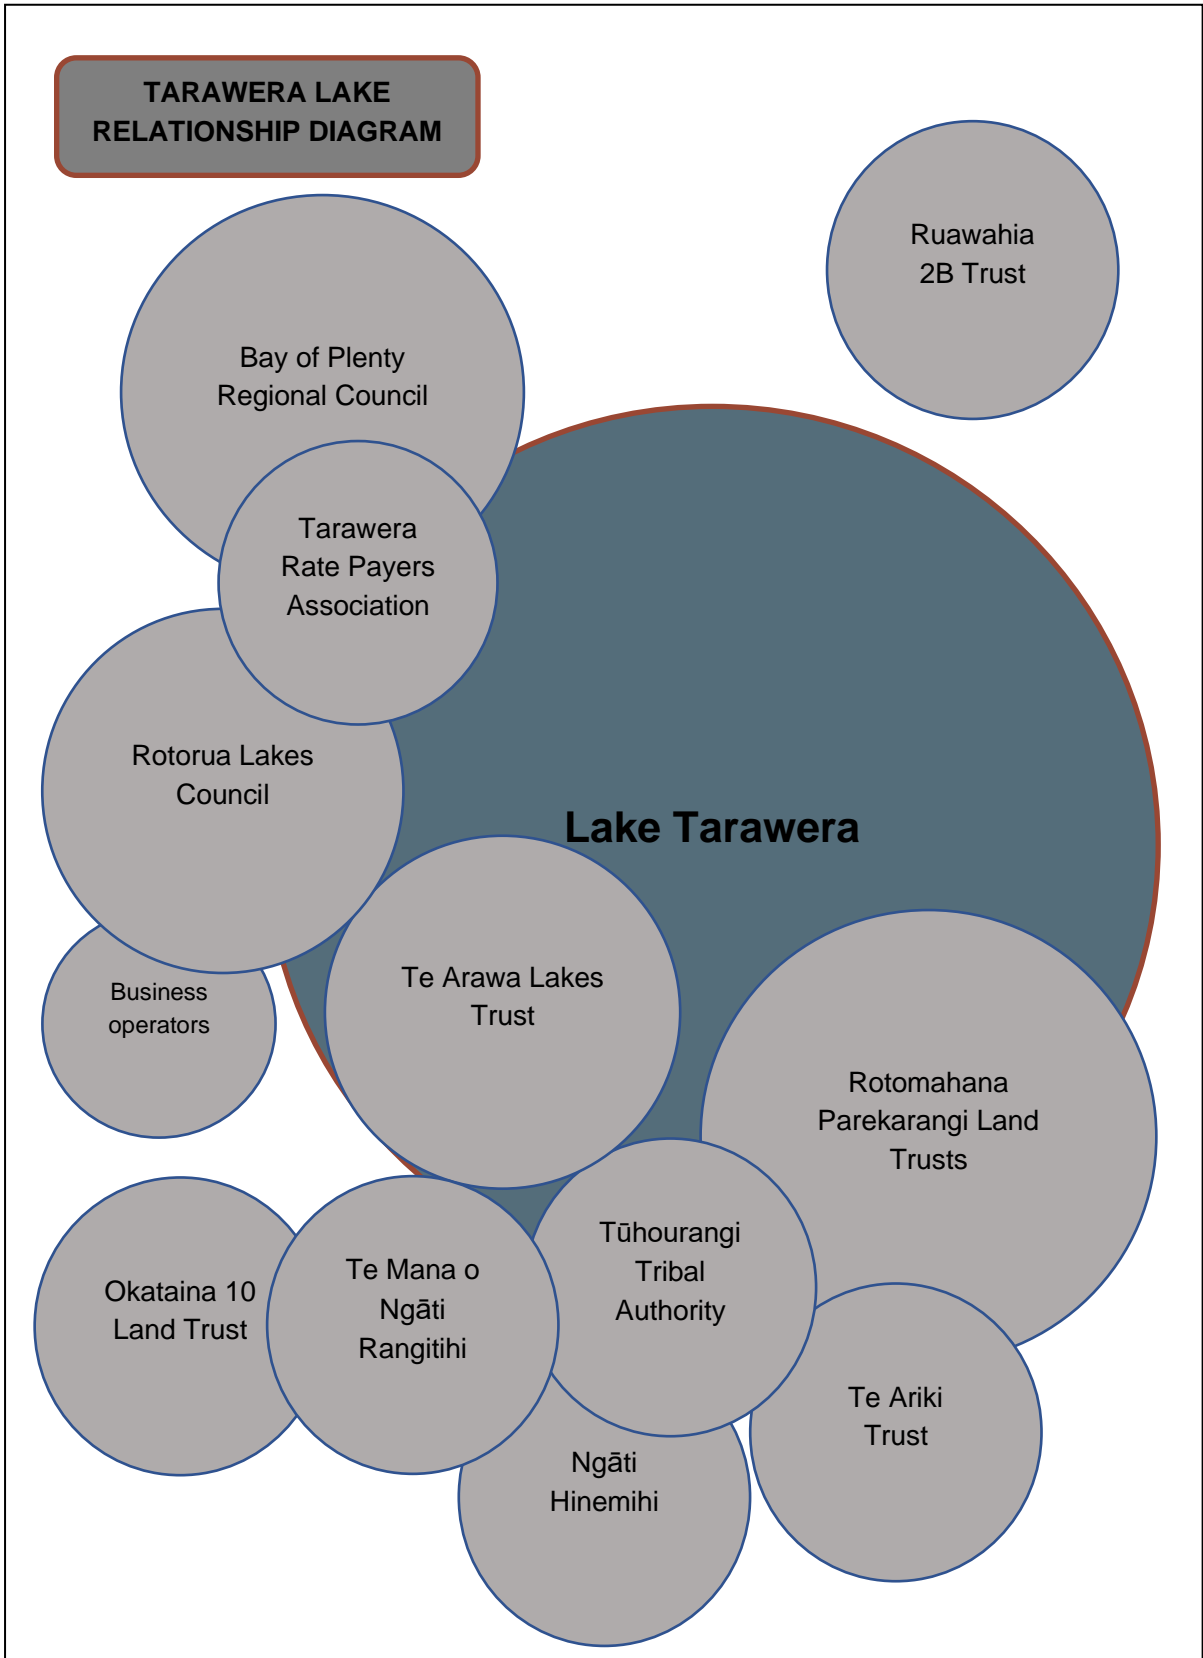 TARAWERA LAKE
RELATIONSHIP DIAGRAM
Ruawahia
2B Trust
Bay of Plenty
Regional Council
Tarawera
Rate Payers
Association
Rotorua Lakes
Council
Lake Tarawera
Te Arawa Lakes
Trust
Business
operators
Rotomahana
Parekarangi Land
Trusts
Tūhourangi
Tribal
Authority
Te Mana o
Ngāti
Rangitihi
Okataina 10
Land Trust
Te Ariki
Trust
Ngāti
Hinemihi